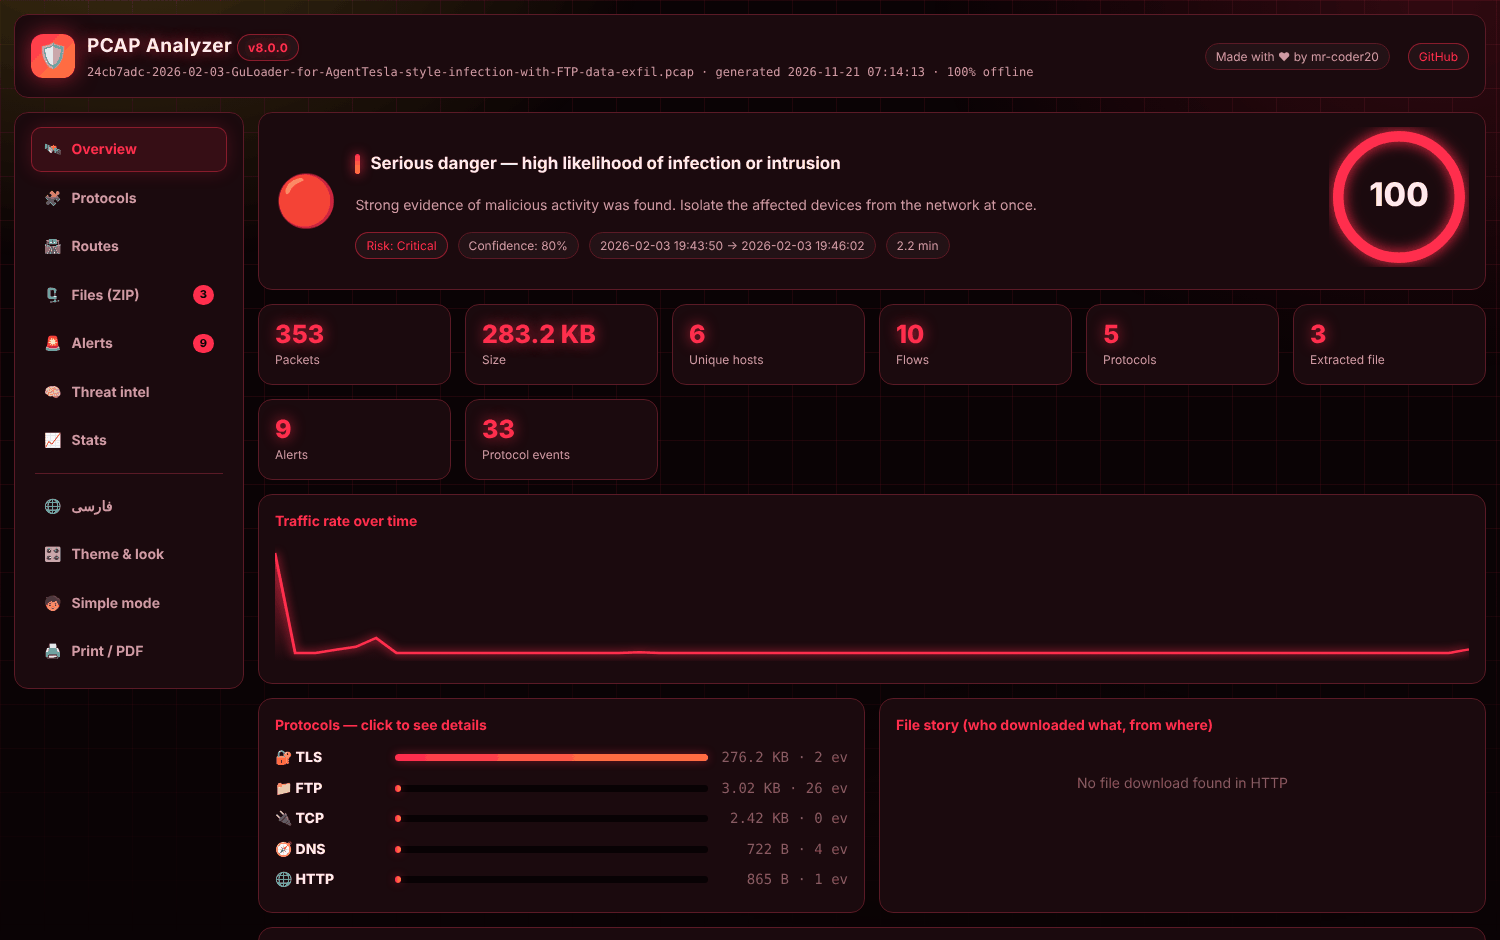 PCAP Analyzer v8.0.0
24cb7adc-2026-02-03-GuLoader-for-AgentTesla-style-infection-with-FTP-data-exfil.pcap · generated 2026-11-21 07:14:13 · 100% offline
Made with ♥ by mr-coder20
GitHub
Overview
Protocols
Routes
Files (ZIP) 3
Alerts 9
Threat intel
Stats
فارسی
Theme & look
Simple mode
Print / PDF
Serious danger — high likelihood of infection or intrusion
Strong evidence of malicious activity was found. Isolate the affected devices from the network at once.
Risk: Critical
Confidence: 80%
2026-02-03 19:43:50 → 2026-02-03 19:46:02
2.2 min
100
353
Packets
283.2 KB
Size
6
Unique hosts
10
Flows
5
Protocols
3
Extracted file
9
Alerts
33
Protocol events
Traffic rate over time
Protocols — click to see details
TLS 276.2 KB · 2 ev
FTP 3.02 KB · 26 ev
TCP 2.42 KB · 0 ev
DNS 722 B · 4 ev
HTTP 865 B · 1 ev
File story (who downloaded what, from where)
No file download found in HTTP